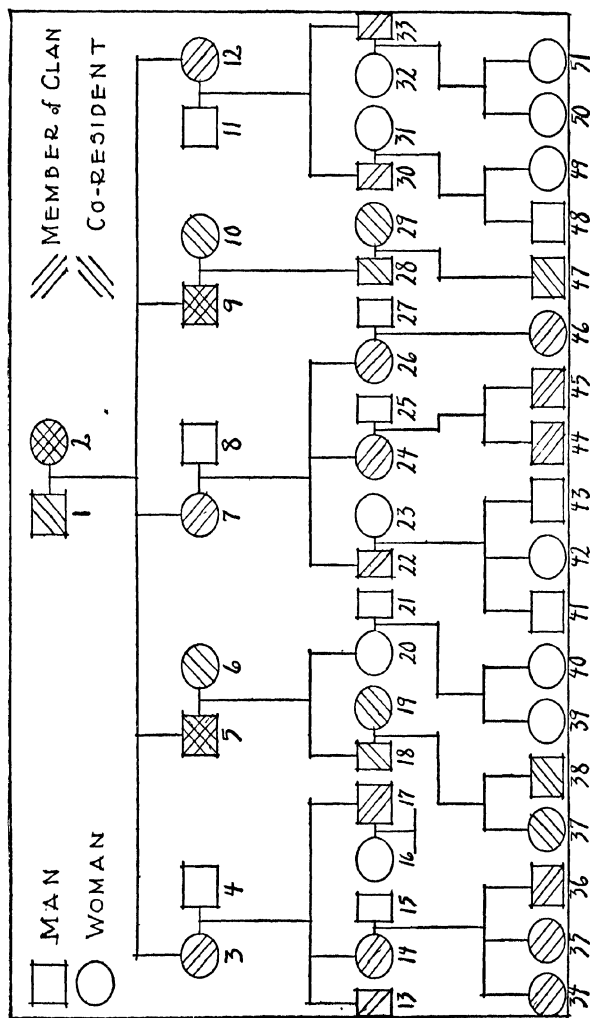 MAN
WOMAN
MEMBER of CLAN
CO-RESIDENT
1 2
3 4 5 6 7 8 9 10 11 12
13 14 15 16 17 18 19 20 21 22 23 24 25 26 27 28 29 30 31 32 33
34 35 36 37 38 39 40 41 42 43 44 45 46 47 48 49 50 51